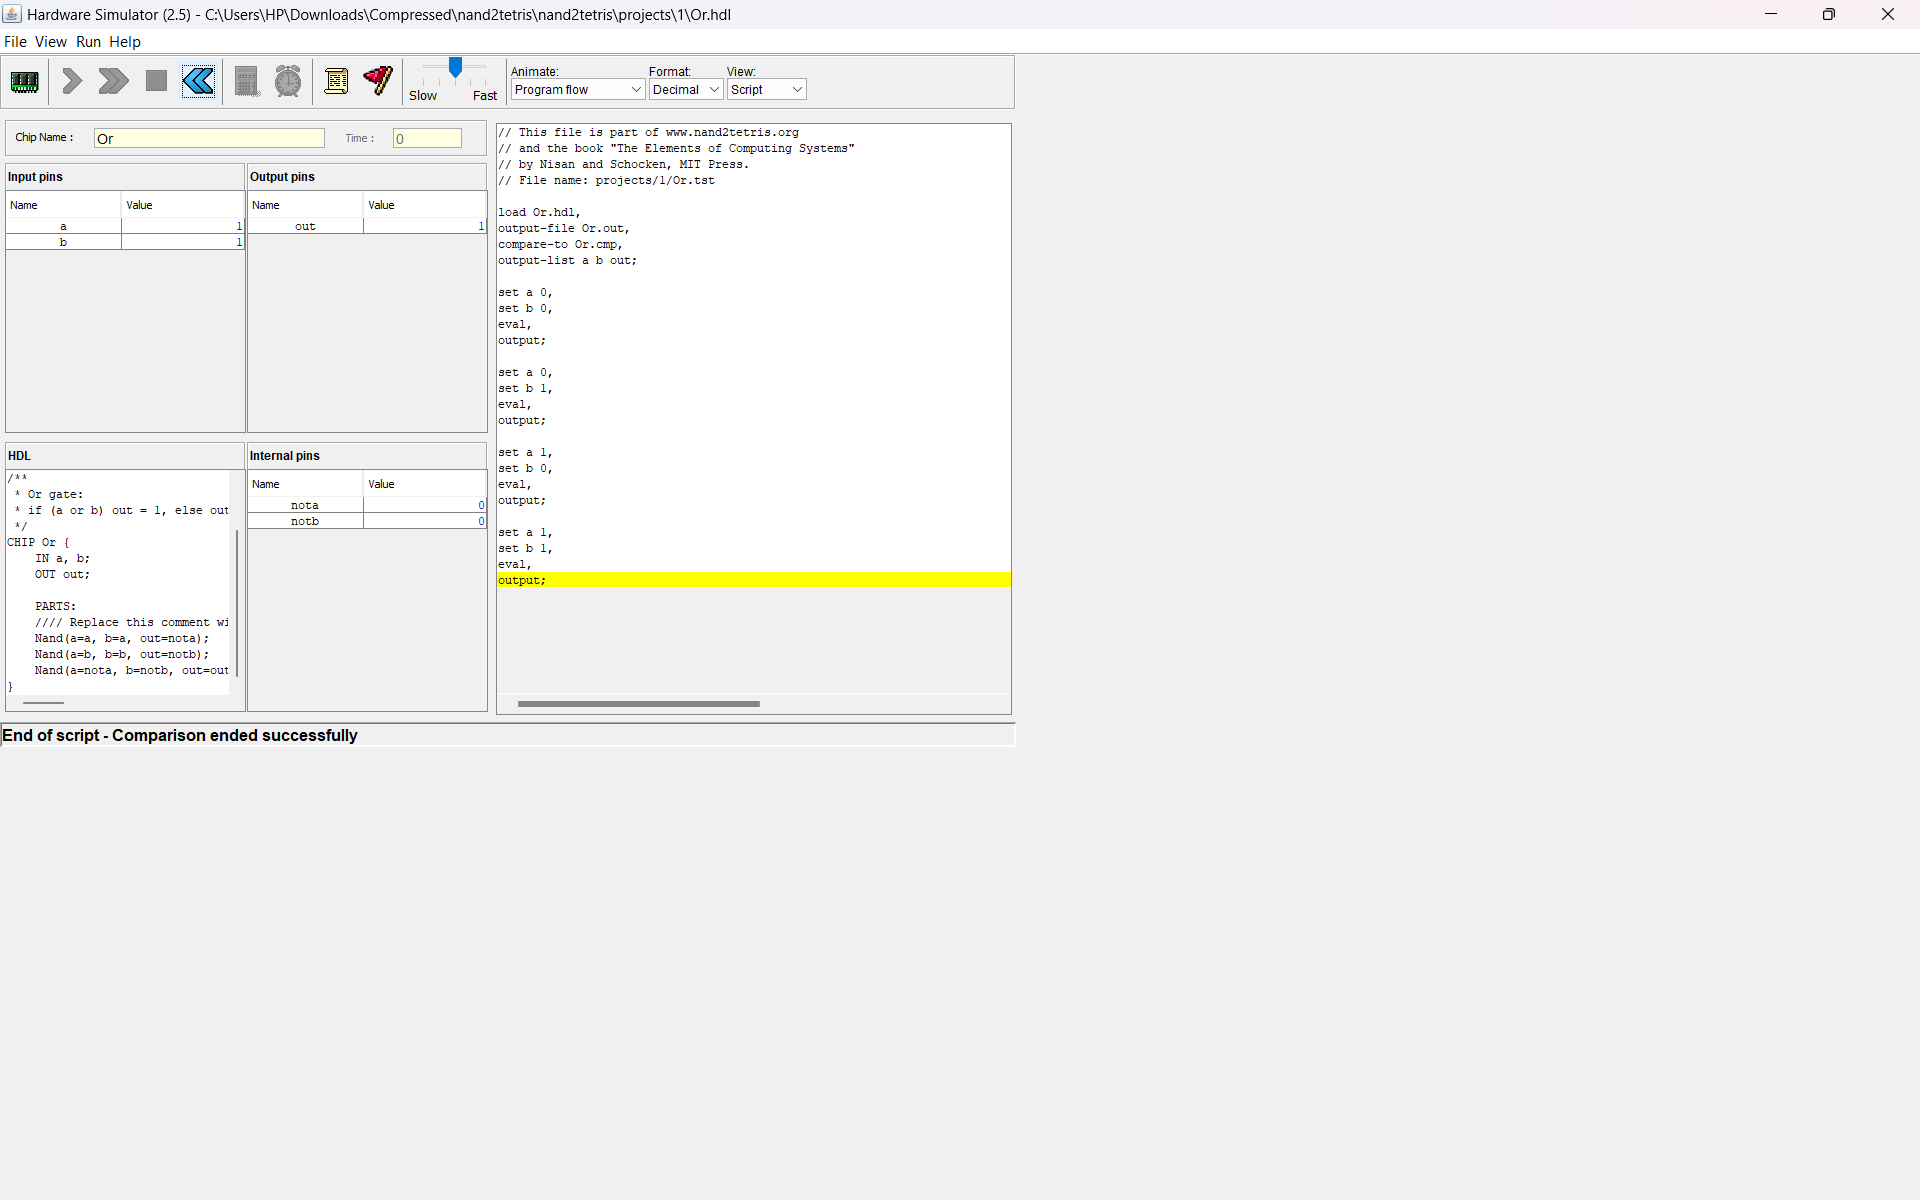 Hardware Simulator (2.5) - C:\Users\HP\Downloads\Compressed\nand2tetris\nand2tetris\projects\1\Or.hdl
File View Run Help
Slow Fast
Animate: Format: View:
Program flow Decimal Script
Chip Name : Or Time : 0
Input pins
Name Value
a 1
b 1
Output pins
Name Value
out 1
HDL
/**
* Or gate:
* if (a or b) out = 1, else out
*/
CHIP Or {
IN a, b;
OUT out;
PARTS:
//// Replace this comment wi
Nand(a=a, b=a, out=nota);
Nand(a=b, b=b, out=notb);
Nand(a=nota, b=notb, out=out
}
Internal pins
Name Value
nota 0
notb 0
// This file is part of www.nand2tetris.org
// and the book "The Elements of Computing Systems"
// by Nisan and Schocken, MIT Press.
// File name: projects/1/Or.tst
load Or.hdl,
output-file Or.out,
compare-to Or.cmp,
output-list a b out;
set a 0,
set b 0,
eval,
output;
set a 0,
set b 1,
eval,
output;
set a 1,
set b 0,
eval,
output;
set a 1,
set b 1,
eval,
output;
End of script - Comparison ended successfully